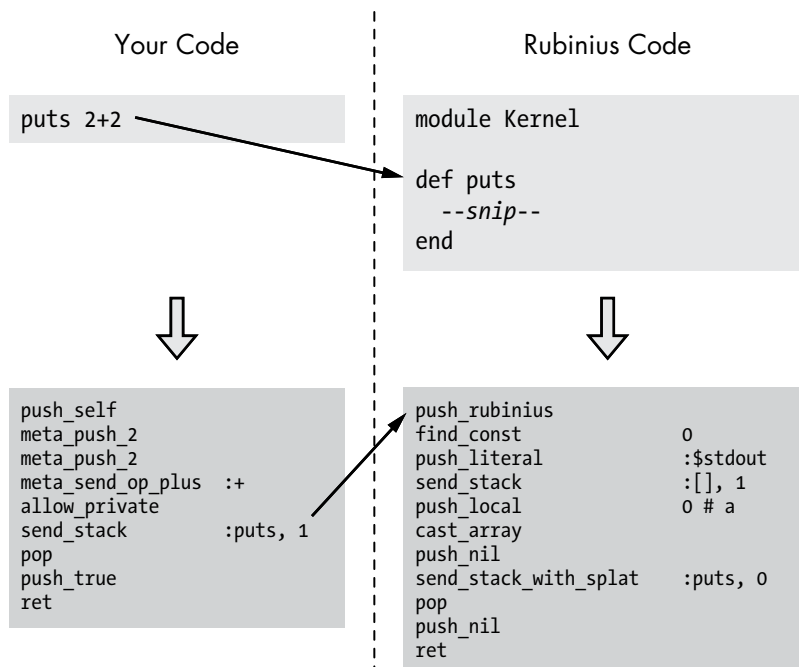 Your Code
puts 2+2
push_self
meta_push_2
meta_push_2
meta_send_op_plus :+
allow_private
send_stack :puts, 1
pop
push_true
ret
Rubinius Code
module Kernel
def puts
--snip--
end
push_rubinius
find_const 0
push_literal :$stdout
send_stack :[], 1
push_local 0 # a
cast_array
push_nil
send_stack_with_splat :puts, 0
pop
push_nil
ret